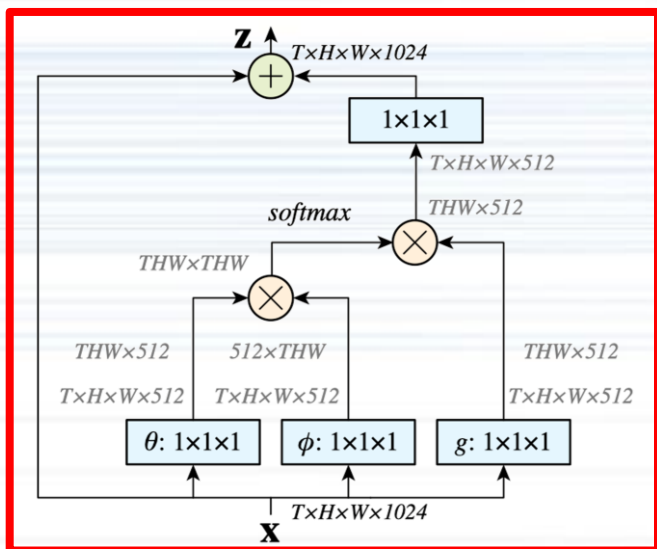 z
T×H×W×1024
+
1×1×1
T×H×W×512
THW×512
softmax
×
THW×THW
×
THW×512 512×THW THW×512
T×H×W×512 T×H×W×512 T×H×W×512
θ: 1×1×1 ϕ: 1×1×1 g: 1×1×1
x T×H×W×1024